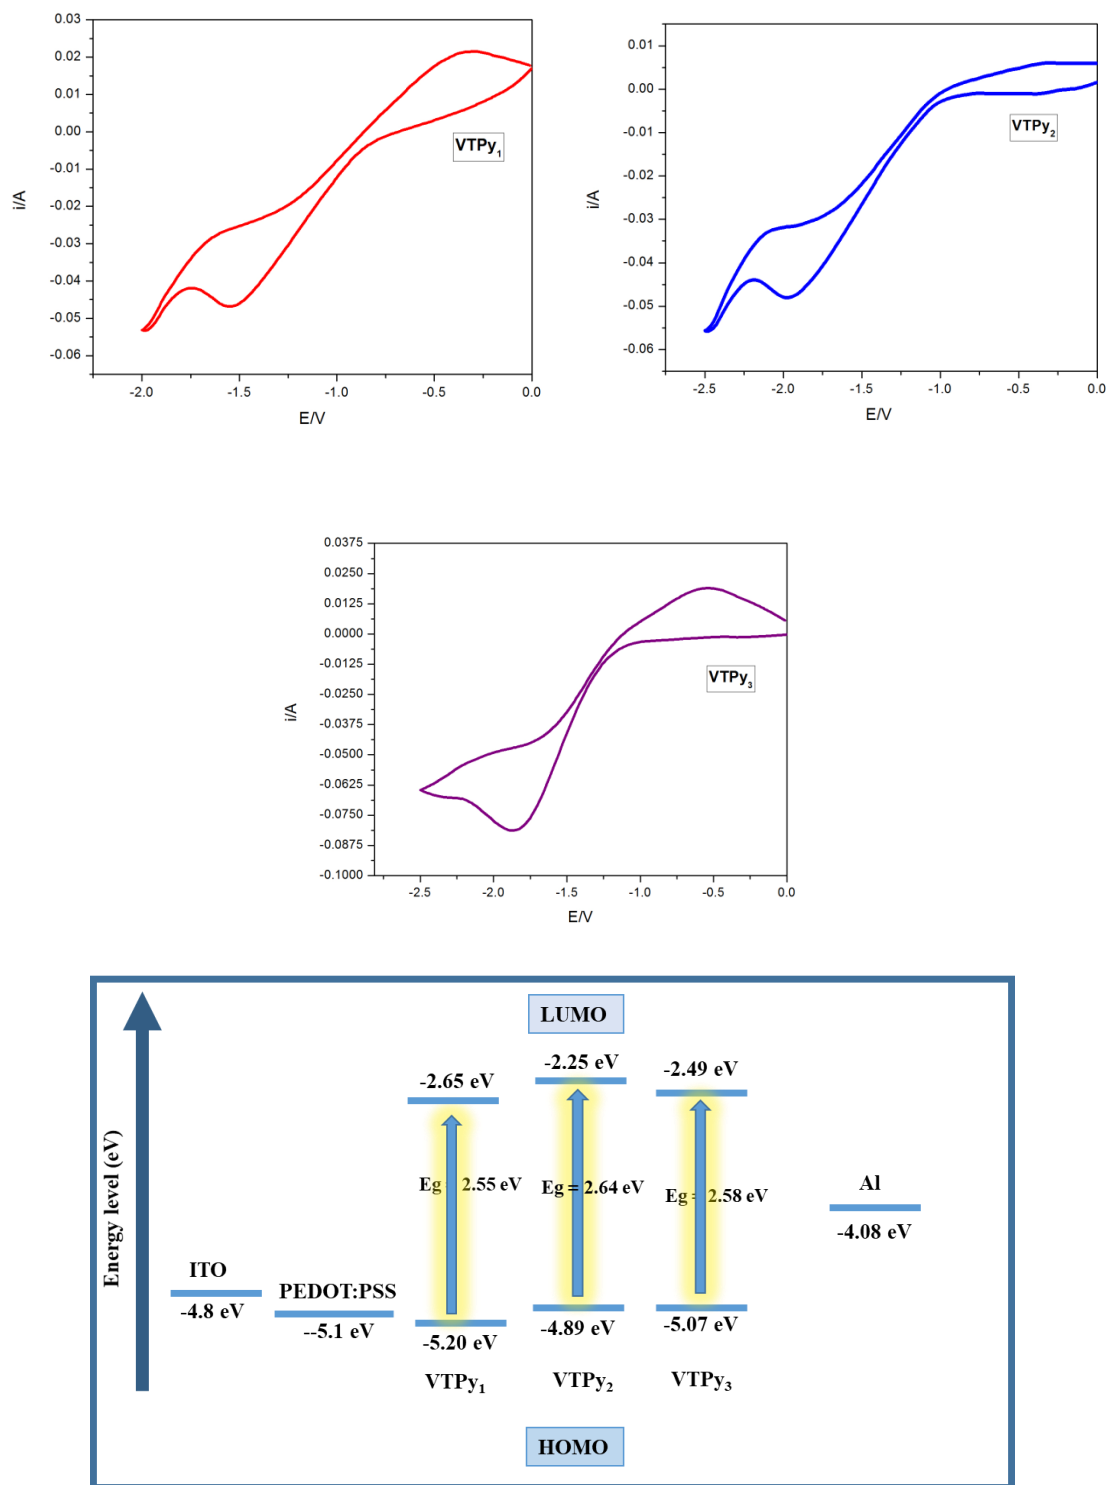 0.03
0.02
0.01
0.00
-0.01
-0.02
-0.03
-0.04
-0.05
-0.06
i/A
VTPy₁
-2.0 -1.5 -1.0 -0.5 0.0
E/V
0.01
0.00
-0.01
-0.02
-0.03
-0.04
-0.05
-0.06
i/A
VTPy₂
-2.5 -2.0 -1.5 -1.0 -0.5 0.0
E/V
0.0375
0.0250
0.0125
0.0000
-0.0125
-0.0250
-0.0375
-0.0500
-0.0625
-0.0750
-0.0875
-0.1000
i/A
VTPy₃
-2.5 -2.0 -1.5 -1.0 -0.5 0.0
E/V
Energy level (eV)
LUMO
-2.65 eV -2.25 eV -2.49 eV
Eg 2.55 eV Eg = 2.64 eV Eg = 2.58 eV
Al
-4.08 eV
ITO
-4.8 eV
PEDOT:PSS
--5.1 eV
-5.20 eV -4.89 eV -5.07 eV
VTPy₁ VTPy₂ VTPy₃
HOMO